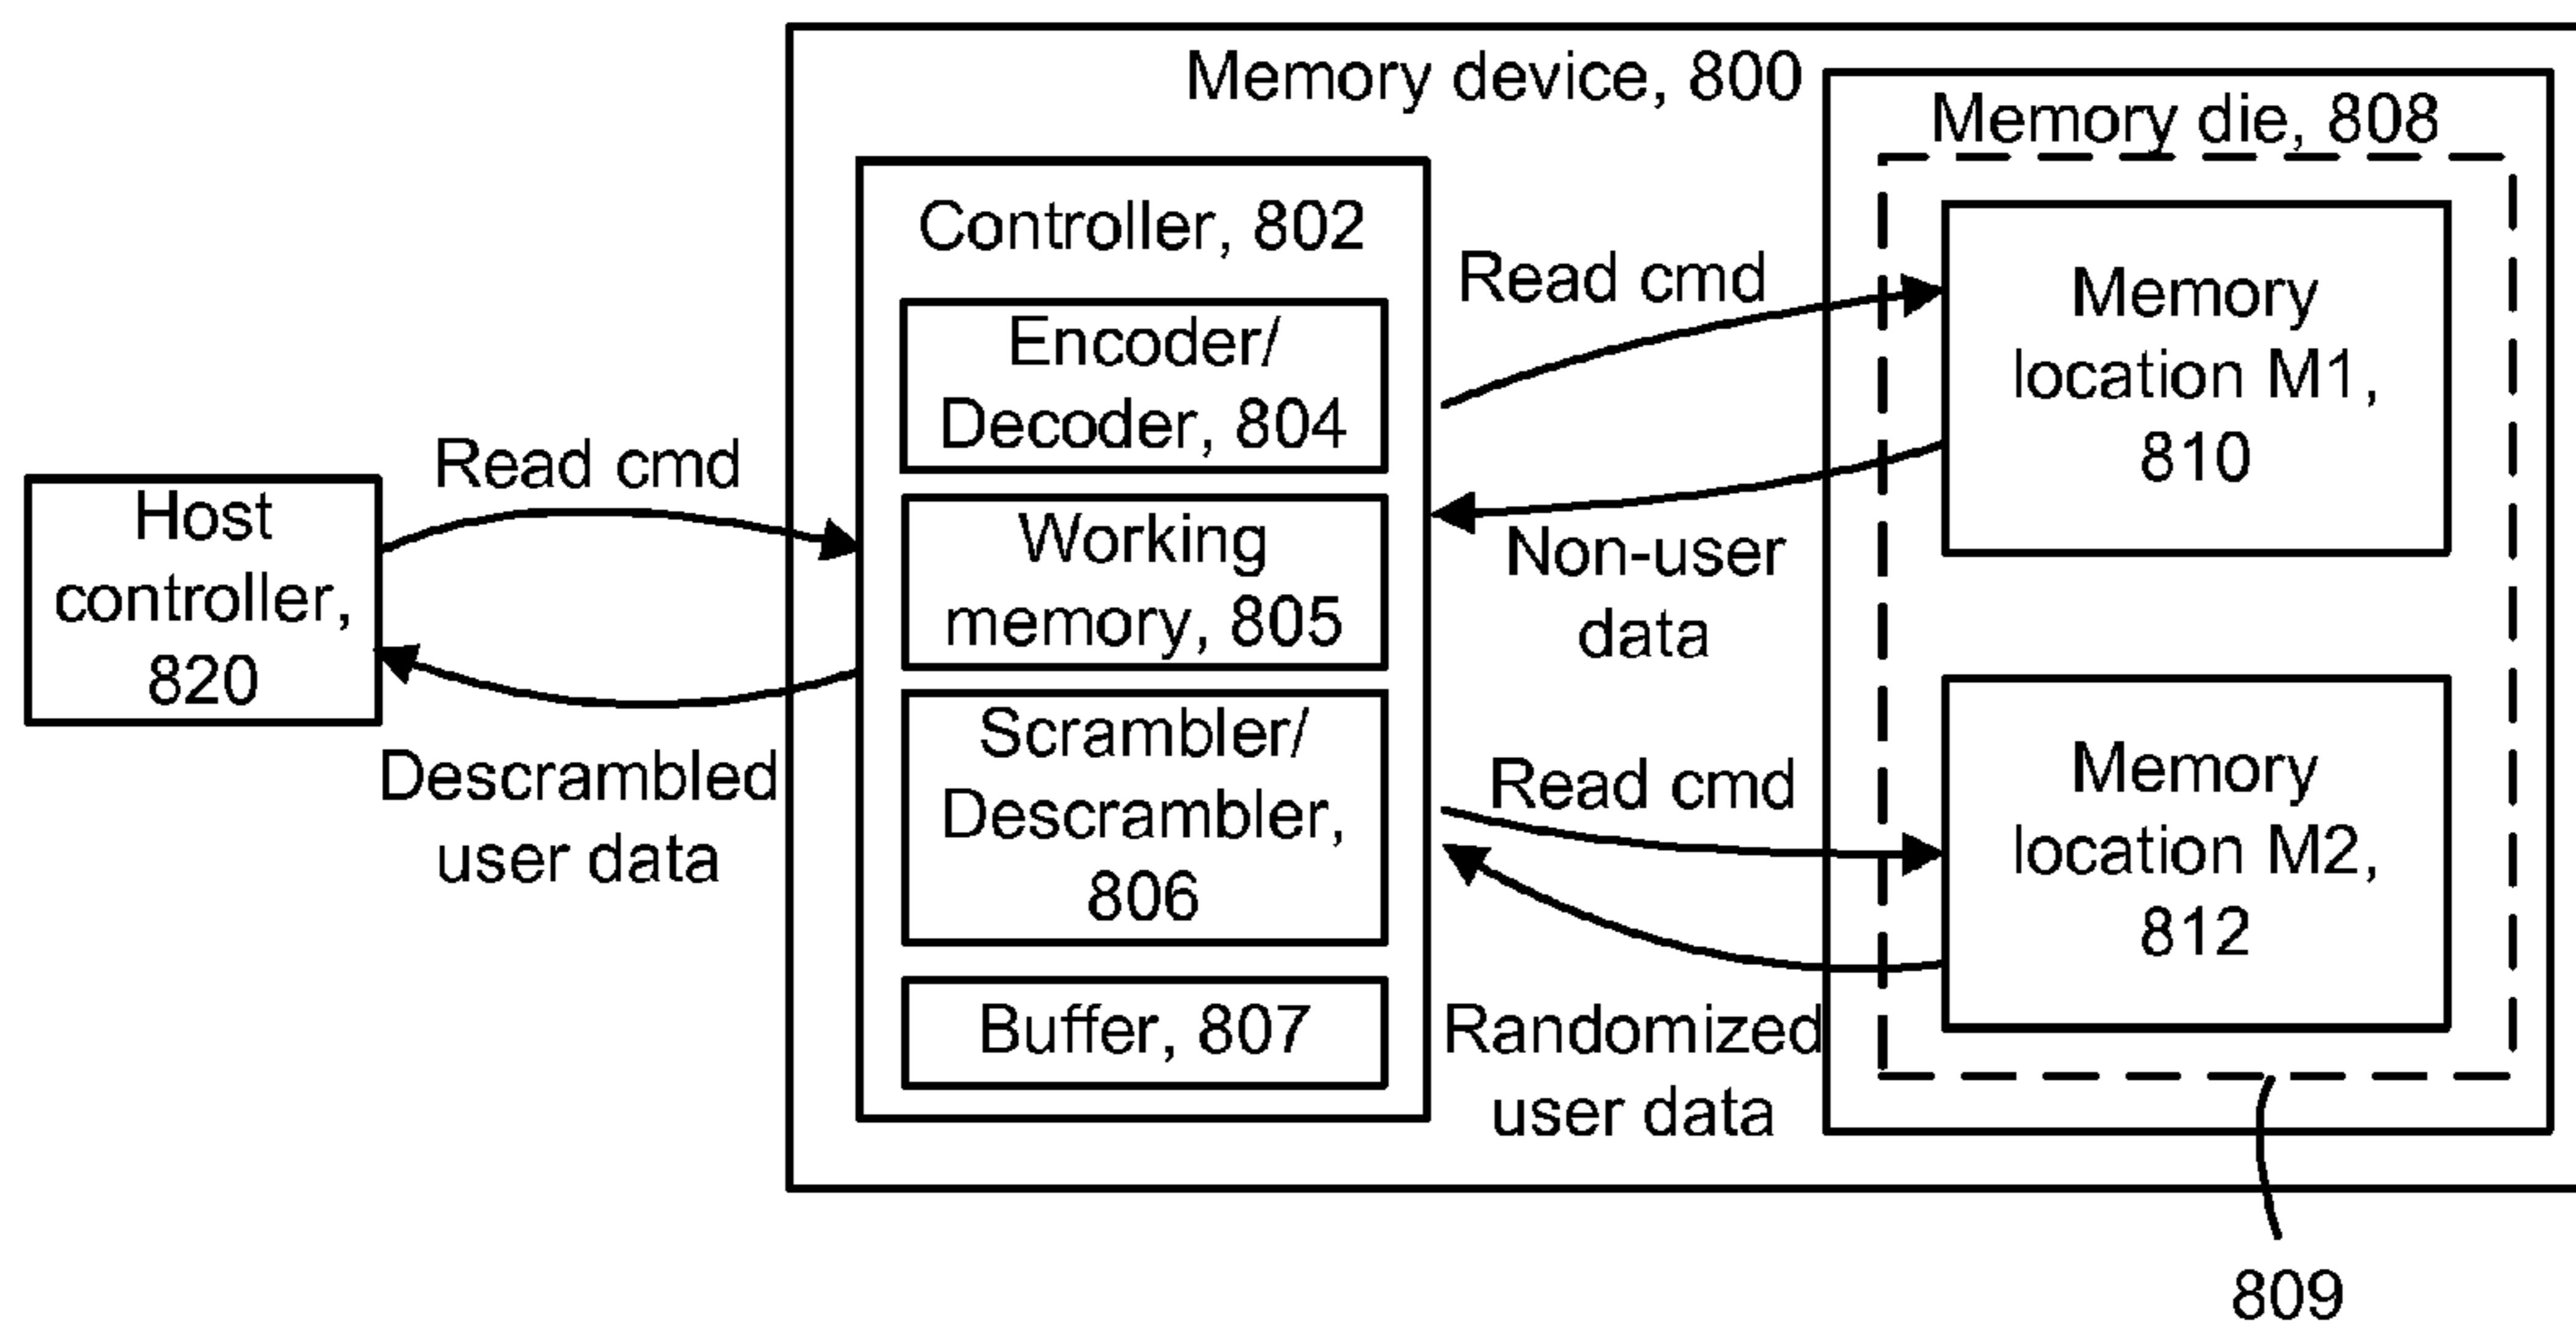 Memory device, 800
Memory die, 808
Controller, 802
Encoder/
Decoder, 804
Working
memory, 805
Scrambler/
Descrambler,
806
Buffer, 807
Host
controller,
820
Read cmd
Descrambled
user data
Read cmd
Non-user
data
Read cmd
Randomized
user data
Memory
location M1,
810
Memory
location M2,
812
809